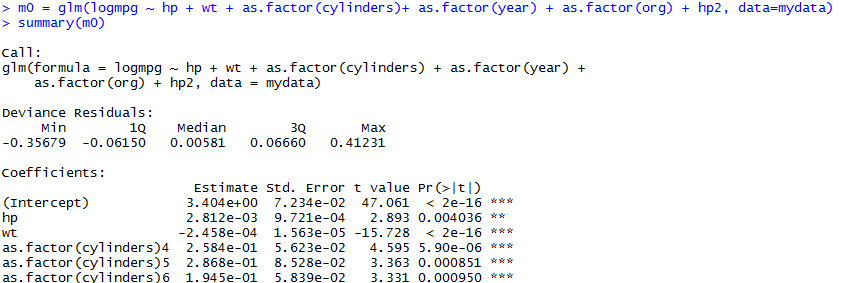 > m0 = glm(logmpg ~ hp + wt + as.factor(cylinders)+ as.factor(year) + as.factor(org) + hp2, data=mydata)
> summary(m0)
Call:
glm(formula = logmpg ~ hp + wt + as.factor(cylinders) + as.factor(year) +
    as.factor(org) + hp2, data = mydata)
Deviance Residuals:
     Min       1Q   Median       3Q      Max
-0.35679 -0.06150  0.00581  0.06660  0.41231
Coefficients:
                        Estimate Std. Error t value Pr(>|t|)
(Intercept)            3.404e+00  7.234e-02  47.061  < 2e-16 ***
hp                     2.812e-03  9.721e-04   2.893 0.004036 **
wt                    -2.458e-04  1.563e-05 -15.728  < 2e-16 ***
as.factor(cylinders)4  2.584e-01  5.623e-02   4.595 5.90e-06 ***
as.factor(cylinders)5  2.868e-01  8.528e-02   3.363 0.000851 ***
as.factor(cylinders)6  1.945e-01  5.839e-02   3.331 0.000950 ***